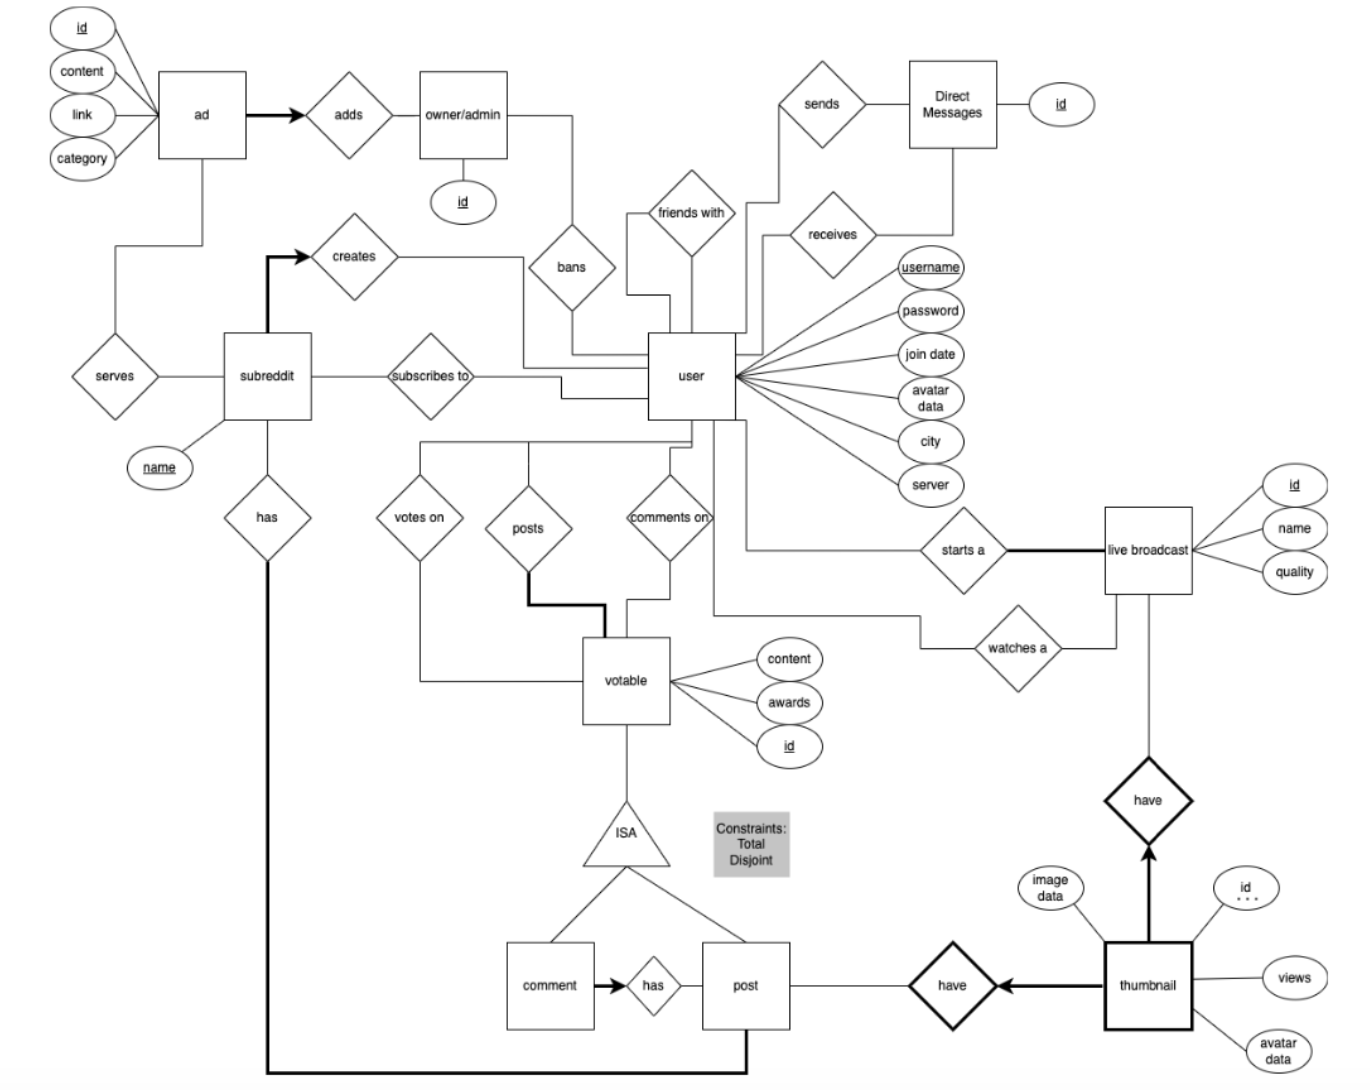 id
content
link
category
ad
adds
owner/admin
id
sends
Direct
Messages
id
friends with
receives
creates
bans
username
password
join date
avatar
data
city
server
serves
subreddit
subscribes to
user
name
has
votes on
posts
comments on
starts a
live broadcast
id
name
quality
watches a
votable
content
awards
id
ISA
Constraints:
Total
Disjoint
have
image
data
id
views
avatar
data
comment
has
post
have
thumbnail